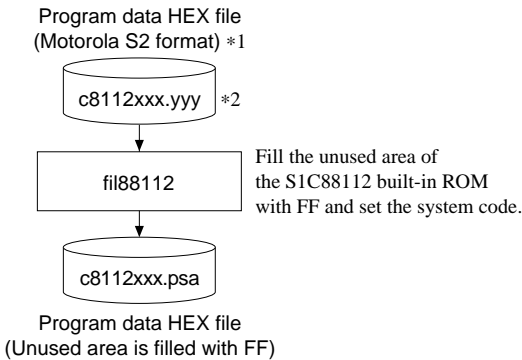 Program data HEX file
(Motorola S2 format) *1
c8112xxx.yyy *2
fil88112
Fill the unused area of
the S1C88112 built-in ROM
with FF and set the system code.
c8112xxx.psa
Program data HEX file
(Unused area is filled with FF)